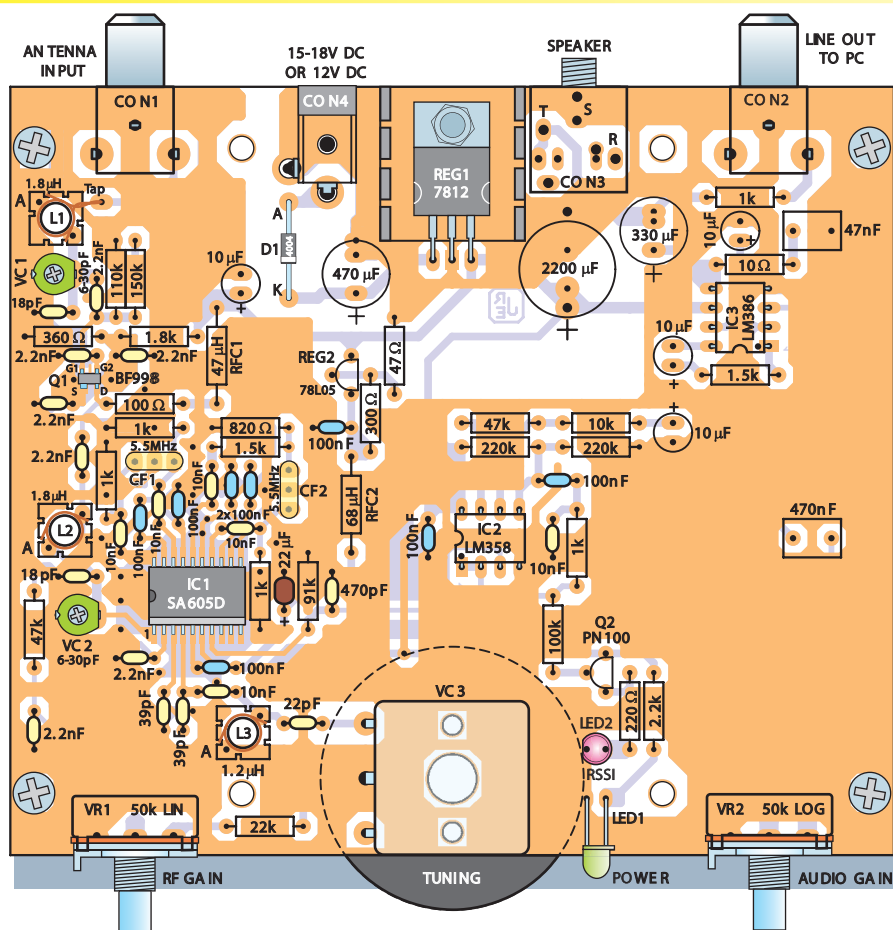 ANTENNA
INPUT
15-18V DC
OR 12V DC
SPEAKER
LINE OUT
TO PC
CON1
CON4
CON2
T
S
R
CON3
REG1
7812
1.8µH
A
Tap
L1
1k
10µF
+
47nF
330µF
+
VC1
6-30pF
2.2nF
110k
150k
10µF
+
A
D1
4004
K
470µF
+
2200µF
+
10Ω
IC3
LM386
18pF
360Ω
1.8k
2.2nF
2.2nF
47µH
RFC1
REG2
78L05
47Ω
10µF
+
1.5k
G1
G2
Q1
BF998
S
D
100Ω
2.2nF
1k
820Ω
1.5k
300Ω
100nF
47k
10k
220k
220k
+
10µF
5.5MHz
CF1
2.2nF
1k
10nF
2x100nF
5.5MHz
CF2
68µH
RFC2
100nF
470nF
1.8µH
L2
A
10nF
100nF
10nF
100nF
10nF
100nF
IC2
LM358
10nF
1k
18pF
IC1
SA605D
1
1k
22µF
+
91k
470pF
47k
VC2
6-30pF
2.2nF
100nF
10nF
100k
Q2
PN100
39pF
39pF
L3
A
1.2µH
22pF
VC3
220Ω
2.2k
2.2nF
LED2
RSSI
LED1
VR1 50k LIN
22k
VR2 50k LOG
RF GAIN
TUNING
POWER
AUDIO GAIN